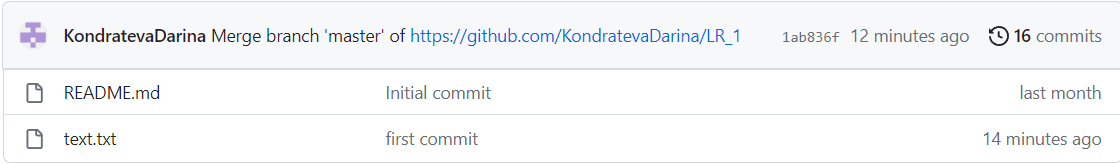 KondratevaDarina Merge branch 'master' of https://github.com/KondratevaDarina/LR_1 1ab836f 12 minutes ago 16 commits
README.md Initial commit last month
text.txt first commit 14 minutes ago